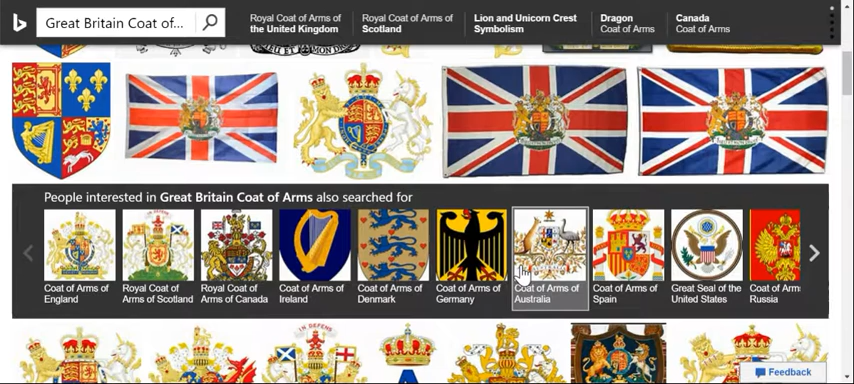 Great Britain Coat of...
Royal Coat of Arms of
the United Kingdom
Royal Coat of Arms of
Scotland
Lion and Unicorn Crest
Symbolism
Dragon
Coat of Arms
Canada
Coat of Arms
People interested in Great Britain Coat of Arms also searched for
Coat of Arms of
England
Royal Coat of
Arms of Scotland
Royal Coat of
Arms of Canada
Coat of Arms of
Ireland
Coat of Arms of
Denmark
Coat of Arms of
Germany
Coat of Arms of
Australia
Coat of Arms of
Spain
Great Seal of the
United States
Coat of Arm
Russia
IN DEFENS
Feedback